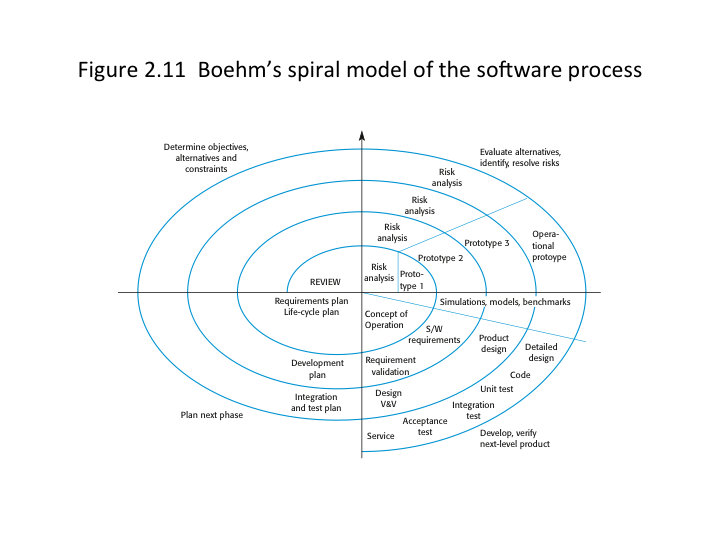 Figure 2.11  Boehm's spiral model of the software process
Determine objectives,
alternatives and
constraints
Evaluate alternatives,
identify, resolve risks
Risk
analysis
Risk
analysis
Risk
analysis
Risk
analysis
Proto-
type 1
Prototype 2
Prototype 3
Opera-
tional
protoype
REVIEW
Requirements plan
Life-cycle plan
Development
plan
Integration
and test plan
Plan next phase
Simulations, models, benchmarks
Concept of
Operation
S/W
requirements
Requirement
validation
Product
design
Detailed
design
Design
V&V
Code
Unit test
Integration
test
Acceptance
test
Service
Develop, verify
next-level product